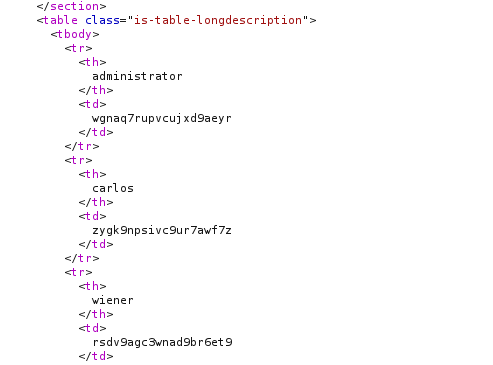 </section>
<table class="is-table-longdescription">
<tbody>
<tr>
<th>
administrator
</th>
<td>
wgnaq7rupvcujxd9aeyr
</td>
</tr>
<tr>
<th>
carlos
</th>
<td>
zygk9npsivc9ur7awf7z
</td>
</tr>
<tr>
<th>
wiener
</th>
<td>
rsdv9agc3wnad9br6et9
</td>